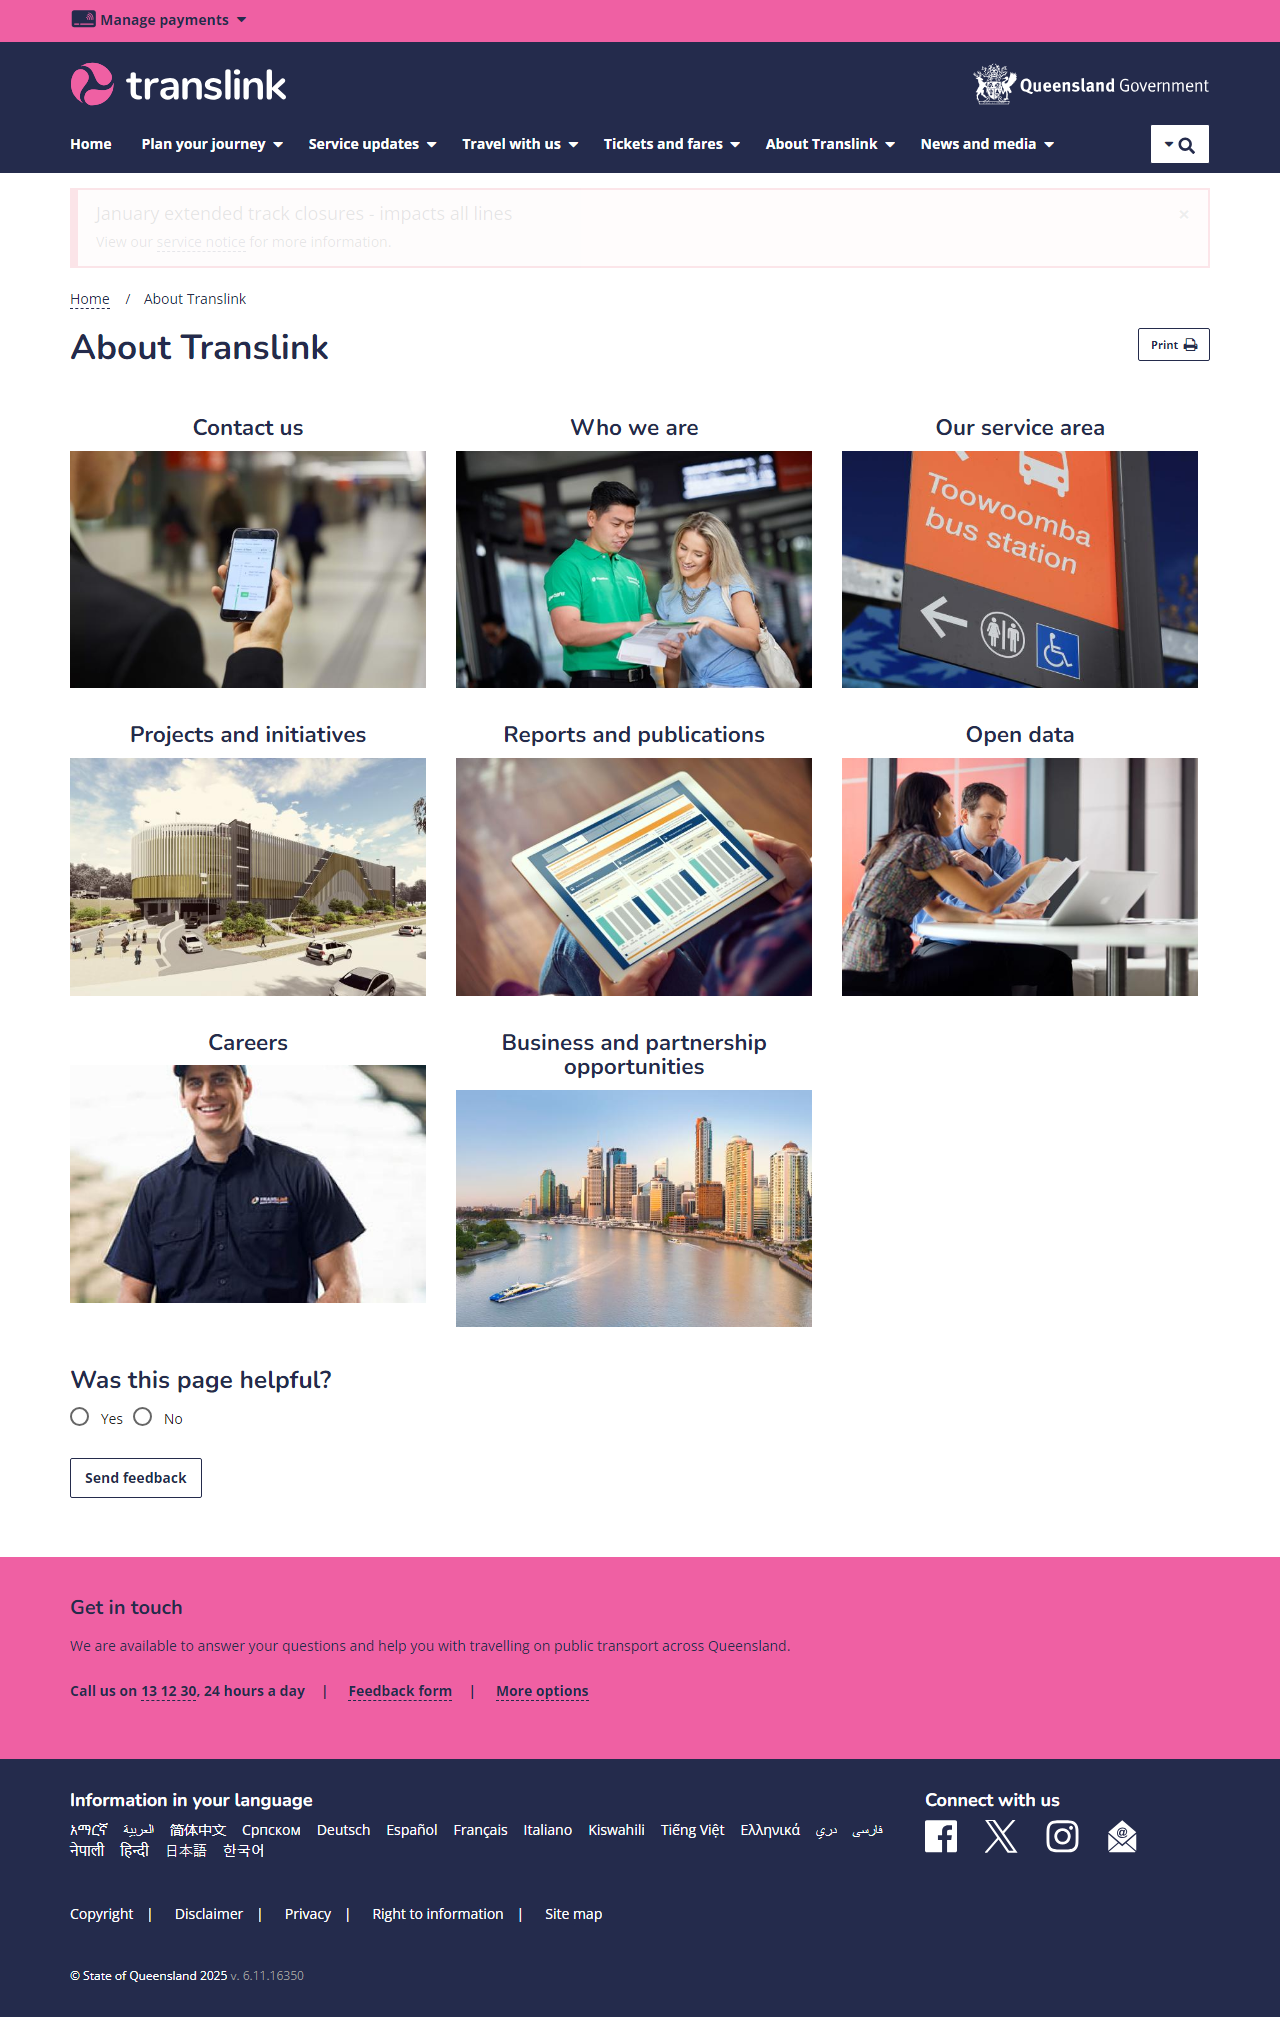 Manage payments
translink
Queensland Government
Home Plan your journey Service updates Travel with us Tickets and fares About Translink News and media
January extended track closures - impacts all lines
×
View our service notice for more information.
Home / About Translink
About Translink
Print
Contact us
Who we are
Our service area
Toowoomba
bus station
Projects and initiatives
Reports and publications
Open data
Careers
Business and partnership
opportunities
Was this page helpful?
Yes No
Send feedback
Get in touch
We are available to answer your questions and help you with travelling on public transport across Queensland.
Call us on 13 12 30, 24 hours a day | Feedback form | More options
Information in your language
Connect with us
አማርኛ العربية 简体中文 Српском Deutsch Español Français Italiano Kiswahili Tiếng Việt Ελληνικά دري فارسی
नेपाली हिन्दी 日本語 한국어
Copyright | Disclaimer | Privacy | Right to information | Site map
© State of Queensland 2025 v. 6.11.16350